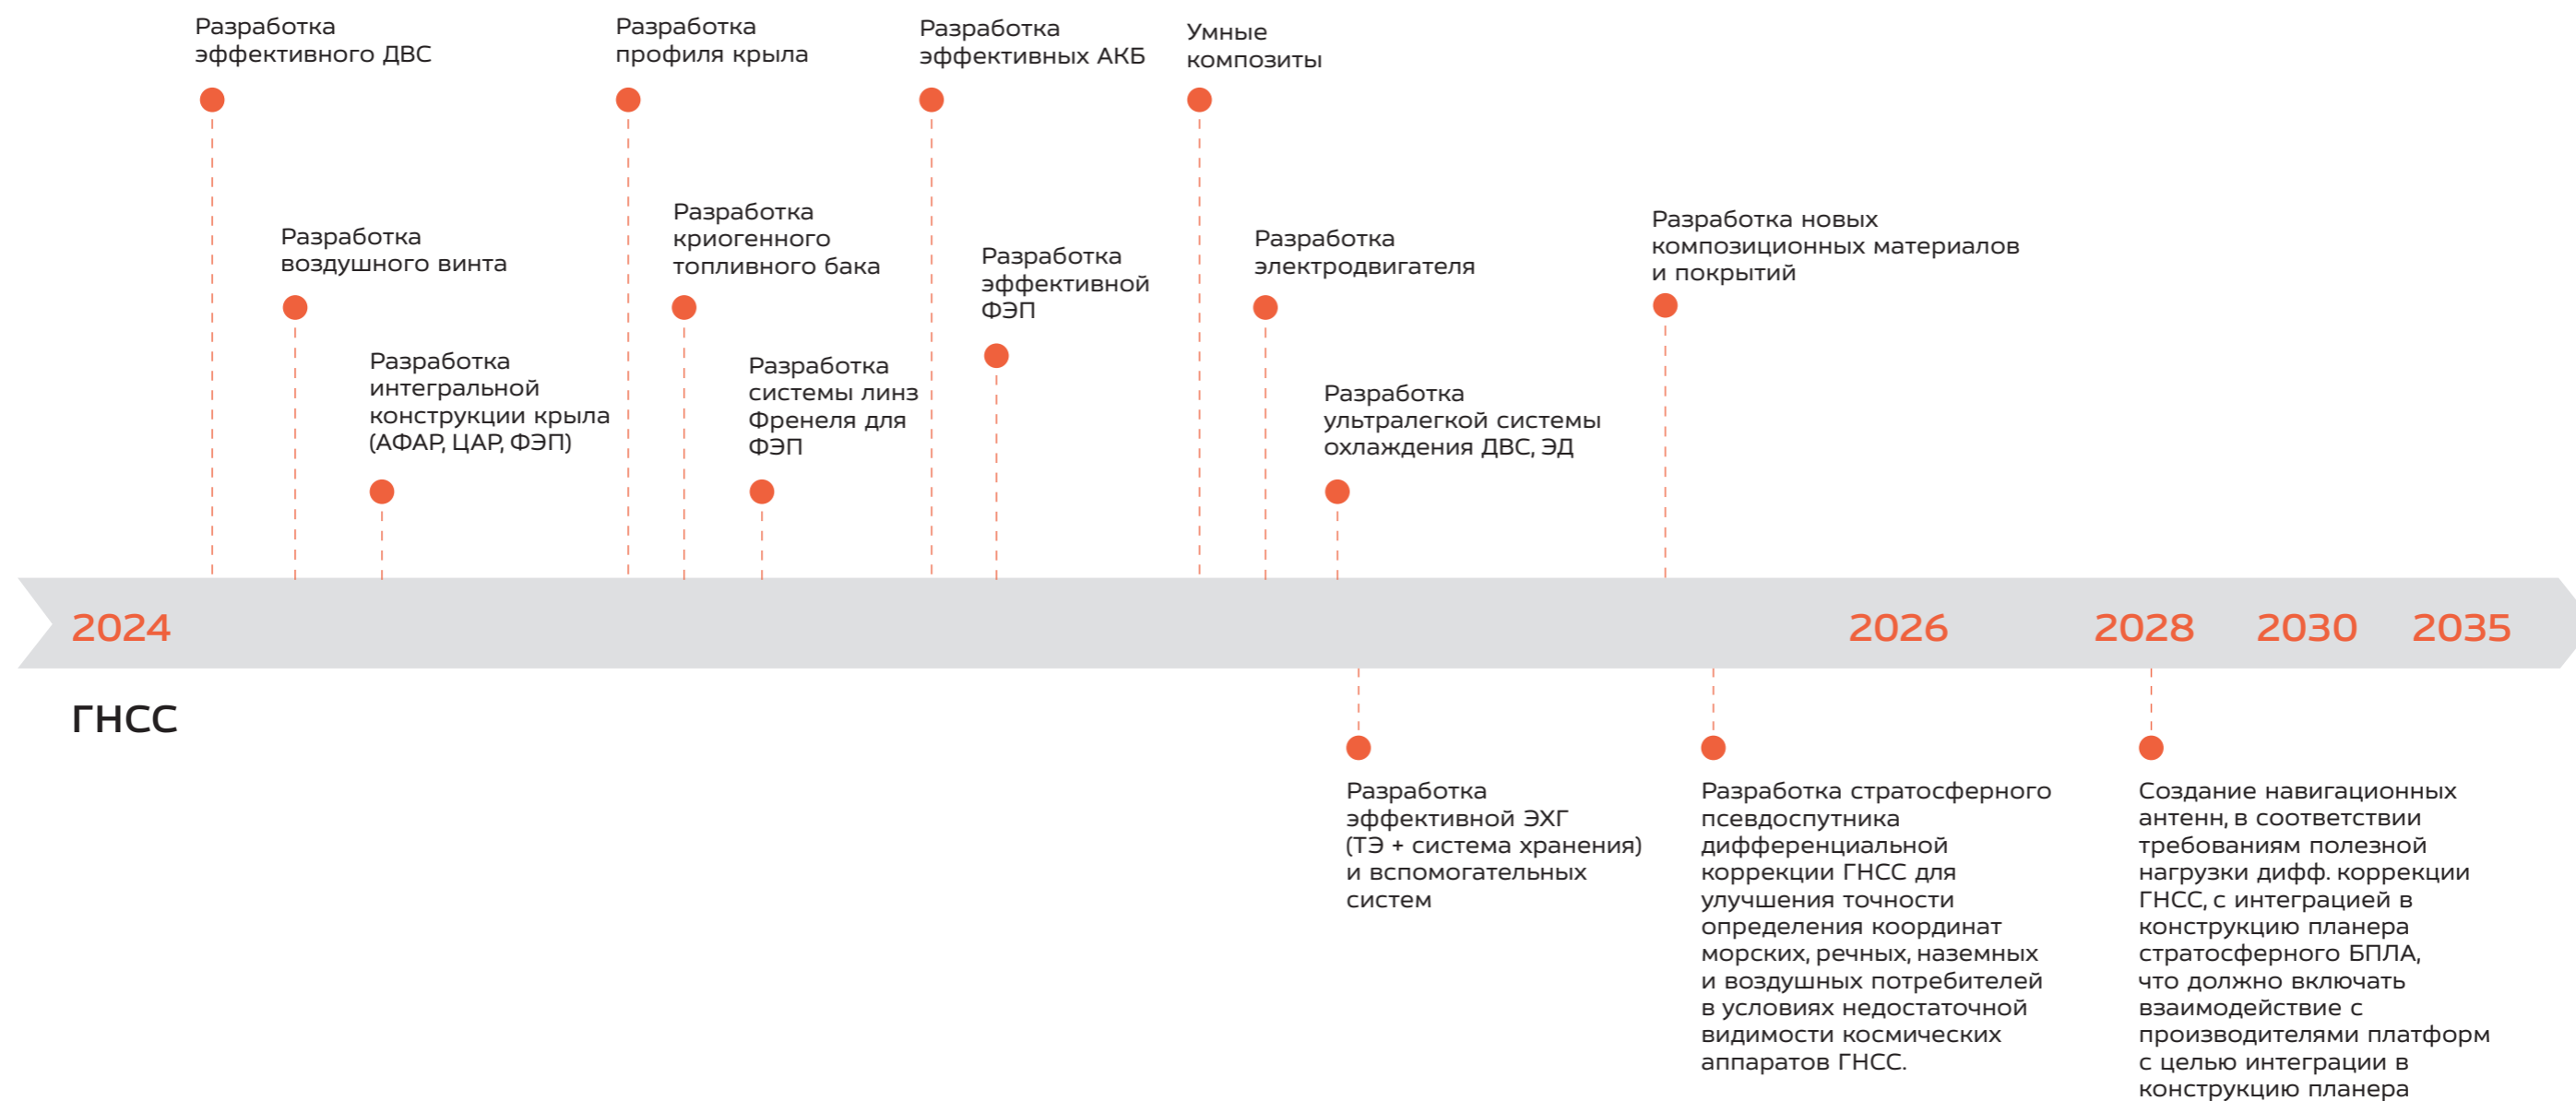 Разработка
эффективного ДВС
Разработка
профиля крыла
Разработка
эффективных АКБ
Умные
композиты
Разработка
воздушного винта
Разработка
криогенного
топливного бака
Разработка
эффективной
ФЭП
Разработка
электродвигателя
Разработка новых
композиционных материалов
и покрытий
Разработка
интегральной
конструкции крыла
(АФАР, ЦАР, ФЭП)
Разработка
системы линз
Френеля для
ФЭП
Разработка
ультралегкой системы
охлаждения ДВС, ЭД
2024
2026
2028
2030
2035
ГНСС
Разработка
эффективной ЭХГ
(ТЭ + система хранения)
и вспомогательных
систем
Разработка стратосферного
псевдоспутника
дифференциальной
коррекции ГНСС для
улучшения точности
определения координат
морских, речных, наземных
и воздушных потребителей
в условиях недостаточной
видимости космических
аппаратов ГНСС.
Создание навигационных
антенн, в соответствии
требованиям полезной
нагрузки дифф. коррекции
ГНСС, с интеграцией в
конструкцию планера
стратосферного БПЛА,
что должно включать
взаимодействие с
производителями платформ
с целью интеграции в
конструкцию планера